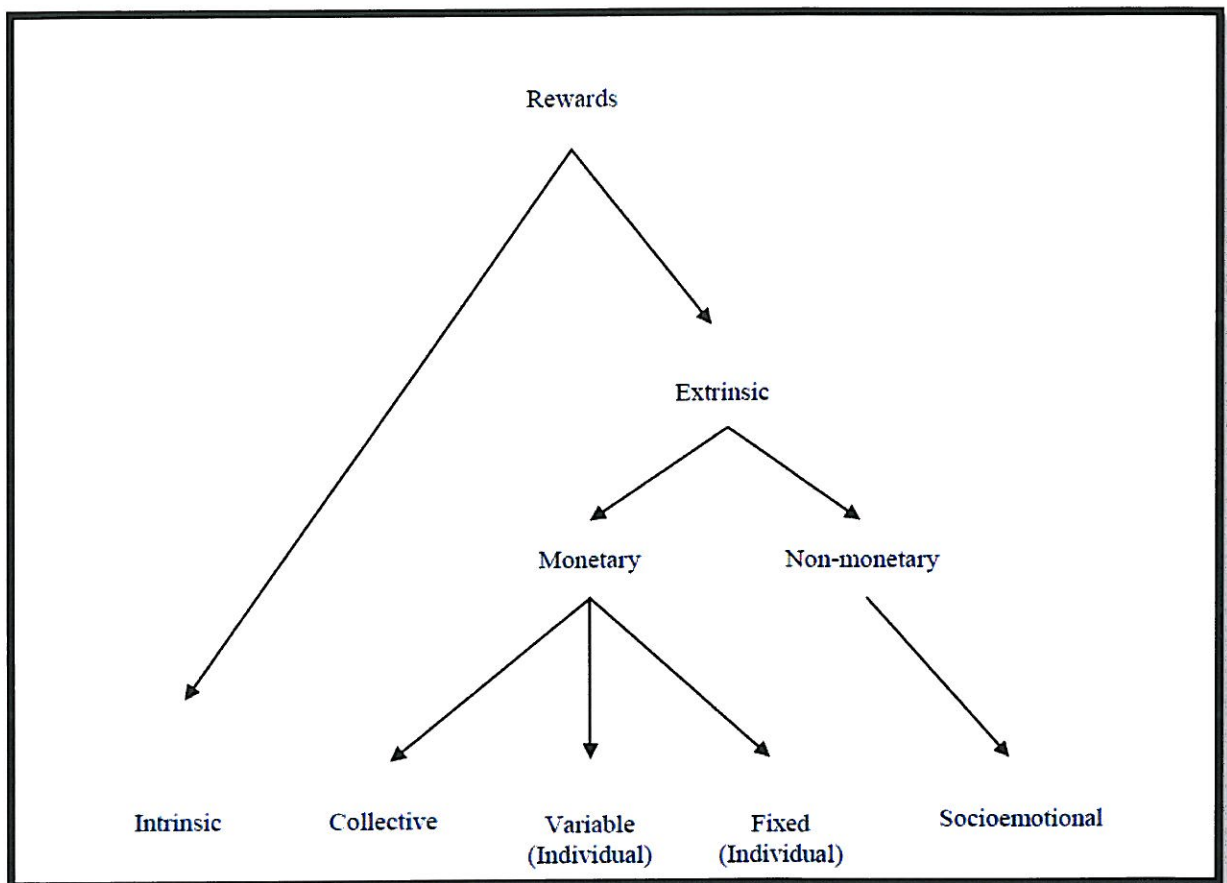 Rewards
Extrinsic
Monetary
Non-monetary
Intrinsic
Collective
Variable
(Individual)
Fixed
(Individual)
Socioemotional